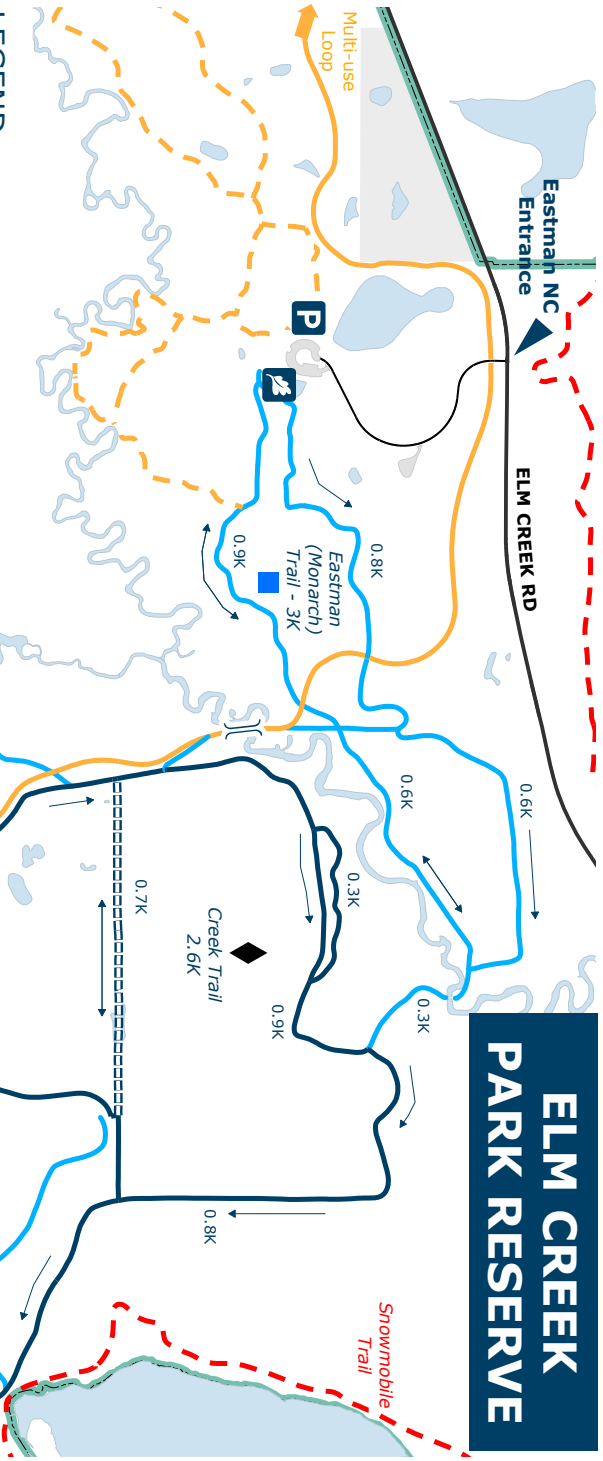 ELM CREEK
PARK RESERVE
Eastman NC
Entrance
ELM CREEK RD
Multi-use
Loop
P
0.8K
Eastman
(Monarch)
Trail - 3K
0.9K
0.6K
0.6K
0.3K
0.3K
0.9K
Creek Trail
2.6K
0.7K
0.8K
Snowmobile
Trail
LEGEND